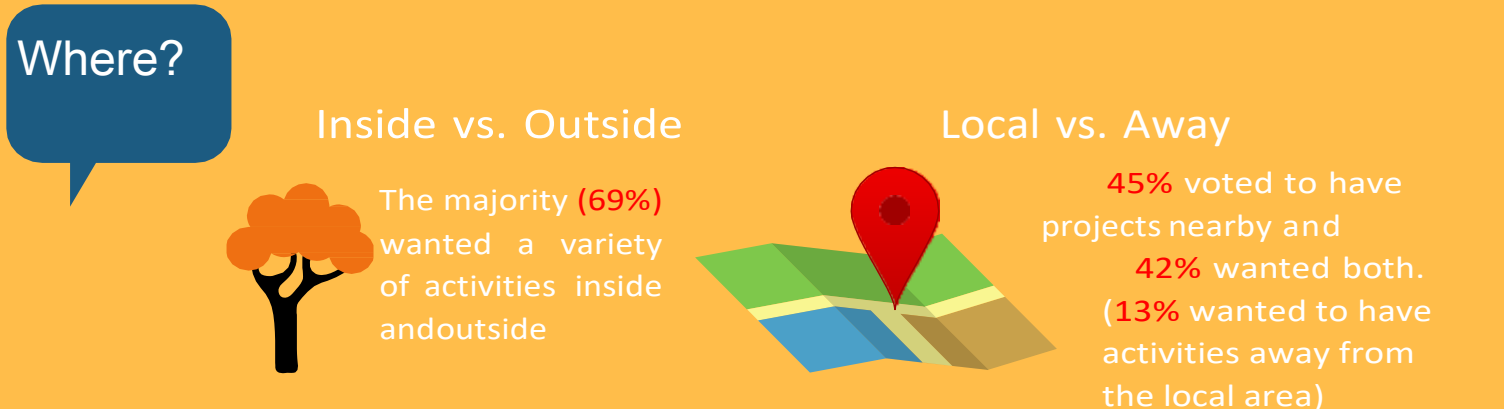 Where?
Inside vs. Outside
The majority (69%)
wanted a variety
of activities inside
andoutside
Local vs. Away
45% voted to have
projects nearby and
42% wanted both.
(13% wanted to have
activities away from
the local area)